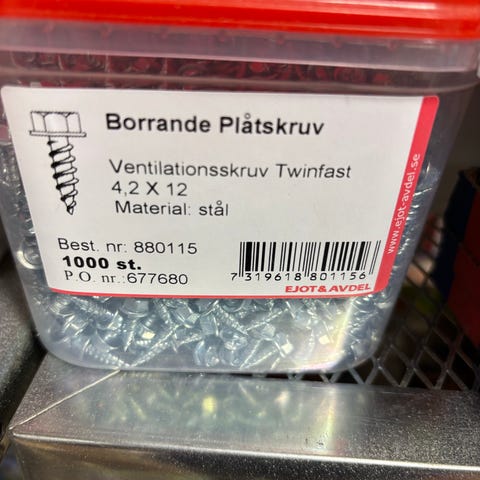 Borrande Plåtskruv
Ventilationsskruv Twinfast
4,2 X 12
Material: stål
Best. nr: 880115
1000 st.
P.O. nr.:677680
7 319618 801156
EJOT&AVDEL
www.ejot-avdel.se